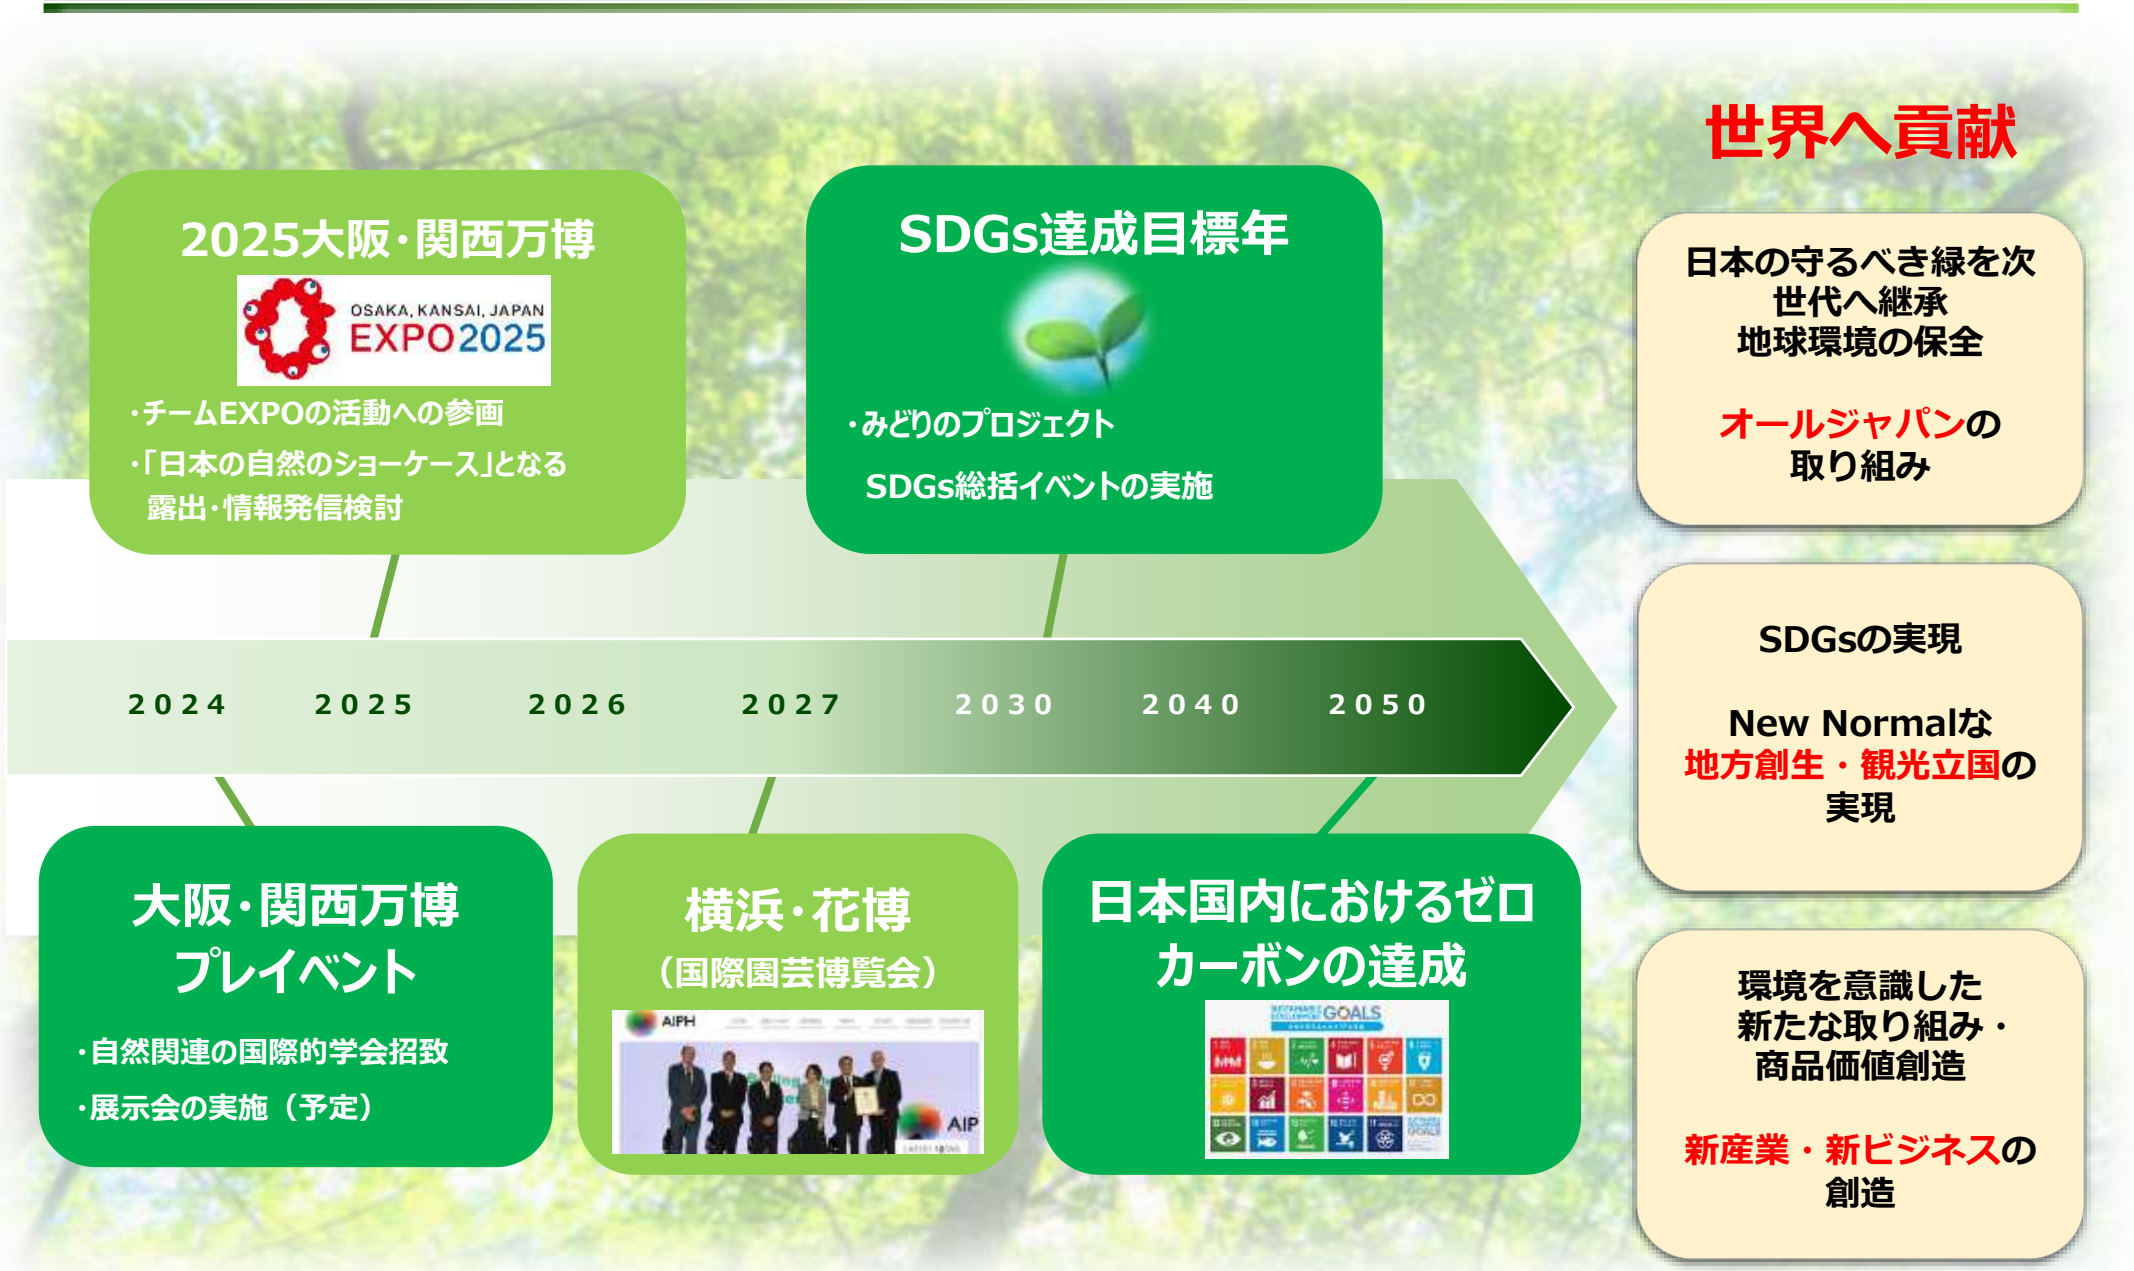 世界へ貢献
2025大阪・関西万博
OSAKA, KANSAI, JAPAN
EXPO2025
・チームEXPOの活動への参画
・「日本の自然のショーケース」となる
露出・情報発信検討
SDGs達成目標年
・みどりのプロジェクト
SDGs総括イベントの実施
2024 2025 2026 2027 2030 2040 2050
大阪・関西万博
プレイベント
・自然関連の国際的学会招致
・展示会の実施（予定）
横浜・花博
（国際園芸博覧会）
AIPH
AIP
日本国内におけるゼロ
カーボンの達成
SUSTAINABLE
DEVELOPMENT GOALS
日本の守るべき緑を次
世代へ継承
地球環境の保全
オールジャパンの
取り組み
SDGsの実現
New Normalな
地方創生・観光立国の
実現
環境を意識した
新たな取り組み・
商品価値創造
新産業・新ビジネスの
創造